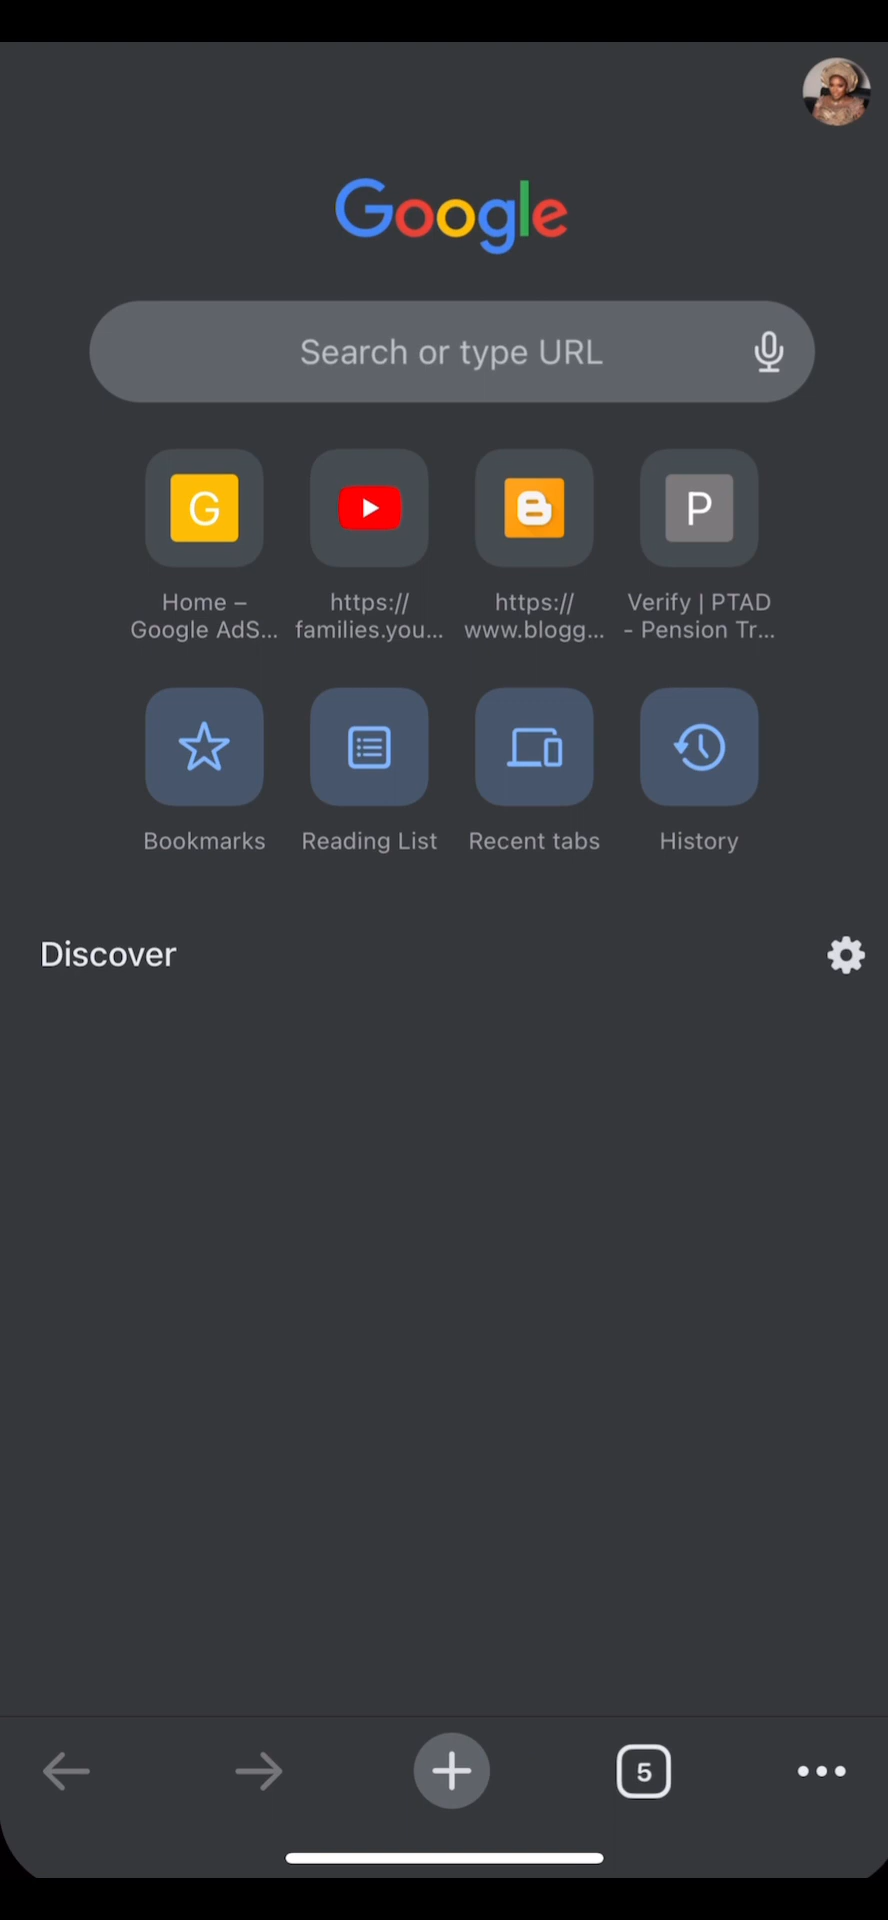 Google
Search or type URL
G
P
Home –
Google AdS...
https://
families.you...
https://
www.blogg...
Verify | PTAD
- Pension Tr...
Bookmarks
Reading List
Recent tabs
History
Discover
5